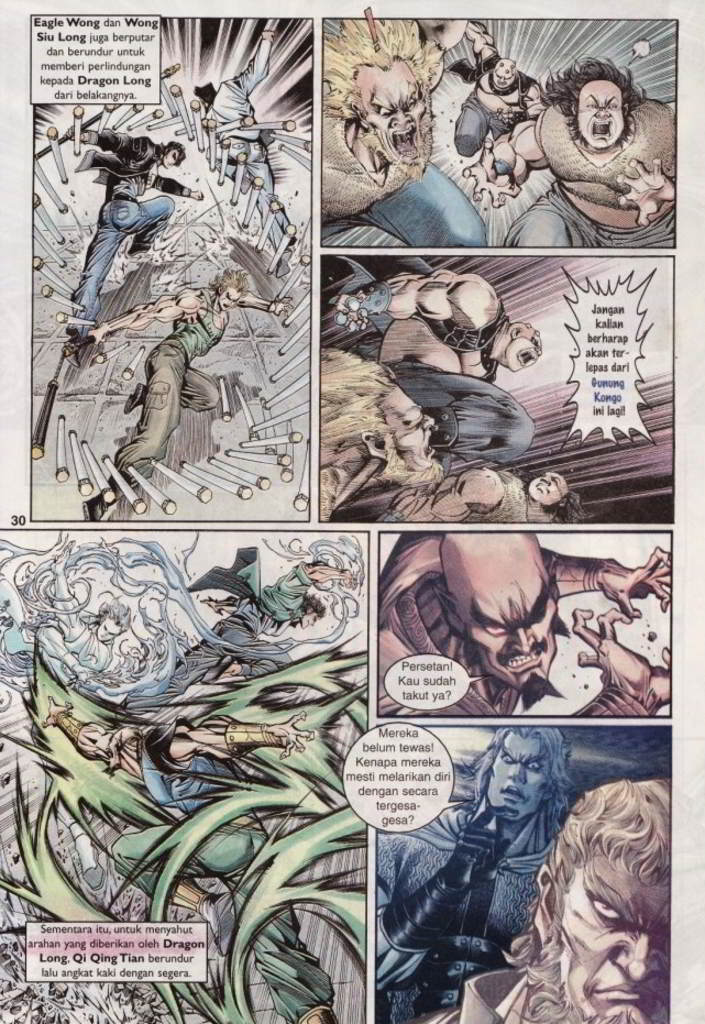 Eagle Wong dan Wong
Siu Long juga berputar
dan berundur untuk
memberi perlindungan
kepada Dragon Long
dari belakangnya.
Jangan
kalian
berharap
akan ter-
lepas dari
Gunung
Kongo
ini lagi!
30
Persetan!
Kau sudah
takut ya?
Mereka
belum tewas!
Kenapa mereka
mesti melarikan diri
dengan secara
tergesa-
gesa?
Sementara itu, untuk menyahut
arahan yang diberikan oleh Dragon
Long, Qi Qing Tian berundur
lalu angkat kaki dengan segera.